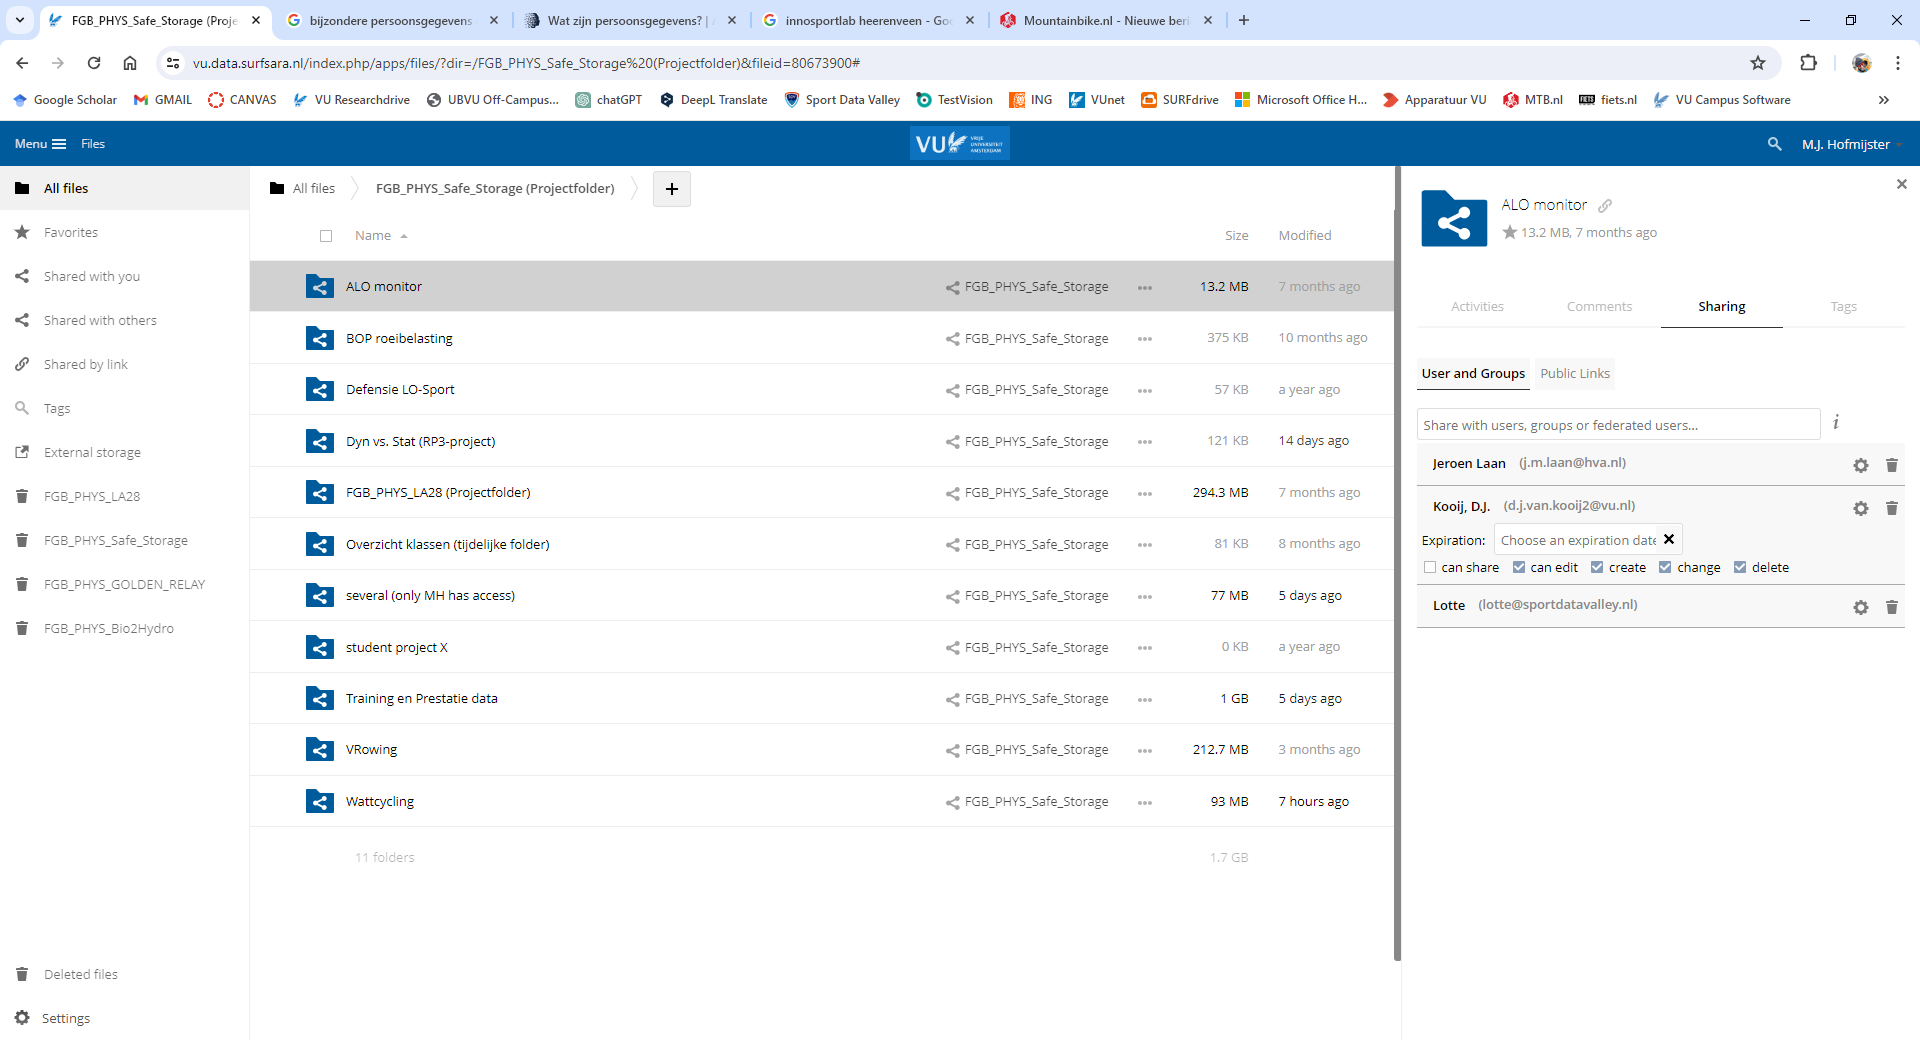 FGB_PHYS_Safe_Storage (Proje
bijzondere persoonsgegevens
Wat zijn persoonsgegevens? |
innosportlab heerenveen - Goo
Mountainbike.nl - Nieuwe beri
vu.data.surfsara.nl/index.php/apps/files/?dir=/FGB_PHYS_Safe_Storage%20(Projectfolder)&fileid=80673900#
Google Scholar GMAIL CANVAS VU Researchdrive UBVU Off-Campus... chatGPT DeepL Translate Sport Data Valley TestVision ING VUnet SURFdrive Microsoft Office H... Apparatuur VU MTB.nl fiets.nl VU Campus Software
Menu Files
VU VRIJE UNIVERSITEIT AMSTERDAM
M.J. Hofmijster
All files
Favorites
Shared with you
Shared with others
Shared by link
Tags
External storage
FGB_PHYS_LA28
FGB_PHYS_Safe_Storage
FGB_PHYS_GOLDEN_RELAY
FGB_PHYS_Bio2Hydro
Deleted files
Settings
All files FGB_PHYS_Safe_Storage (Projectfolder) +
Name Size Modified
ALO monitor FGB_PHYS_Safe_Storage 13.2 MB 7 months ago
BOP roeibelasting FGB_PHYS_Safe_Storage 375 KB 10 months ago
Defensie LO-Sport FGB_PHYS_Safe_Storage 57 KB a year ago
Dyn vs. Stat (RP3-project) FGB_PHYS_Safe_Storage 121 KB 14 days ago
FGB_PHYS_LA28 (Projectfolder) FGB_PHYS_Safe_Storage 294.3 MB 7 months ago
Overzicht klassen (tijdelijke folder) FGB_PHYS_Safe_Storage 81 KB 8 months ago
several (only MH has access) FGB_PHYS_Safe_Storage 77 MB 5 days ago
student project X FGB_PHYS_Safe_Storage 0 KB a year ago
Training en Prestatie data FGB_PHYS_Safe_Storage 1 GB 5 days ago
VRowing FGB_PHYS_Safe_Storage 212.7 MB 3 months ago
Wattcycling FGB_PHYS_Safe_Storage 93 MB 7 hours ago
11 folders 1.7 GB
ALO monitor
13.2 MB, 7 months ago
Activities Comments Sharing Tags
User and Groups Public Links
Share with users, groups or federated users...
Jeroen Laan (j.m.laan@hva.nl)
Kooij, D.J. (d.j.van.kooij2@vu.nl)
Expiration: Choose an expiration date
can share can edit create change delete
Lotte (lotte@sportdatavalley.nl)